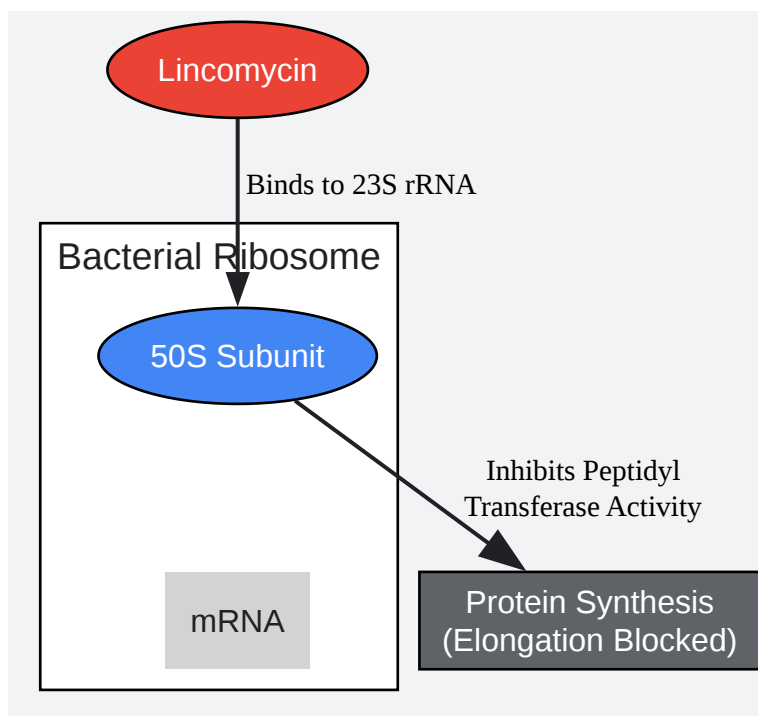 Lincomycin
Binds to 23S rRNA
Bacterial Ribosome
50S Subunit
Inhibits Peptidyl
Transferase Activity
mRNA
Protein Synthesis
(Elongation Blocked)